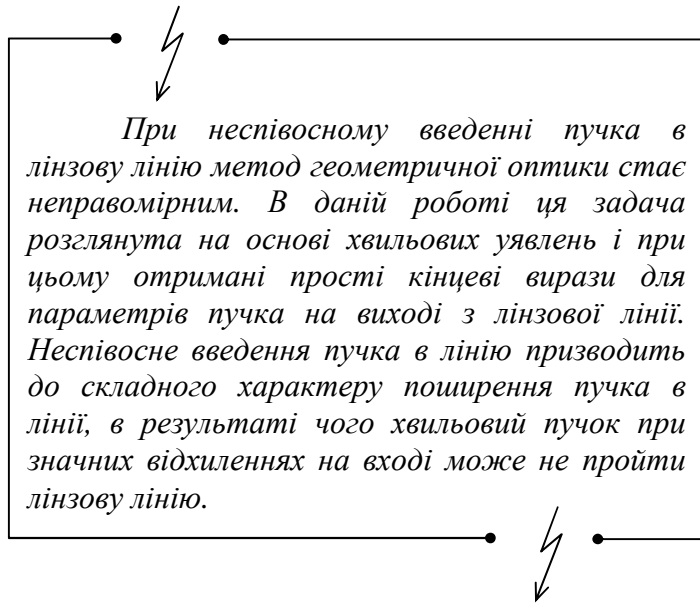 При неспівосному введенні пучка в
лінзову лінію метод геометричної оптики стає
неправомірним. В даній роботі ця задача
розглянута на основі хвильових уявлень і при
цьому отримані прості кінцеві вирази для
параметрів пучка на виході з лінзової лінії.
Неспівосне введення пучка в лінію призводить
до складного характеру поширення пучка в
лінії, в результаті чого хвильовий пучок при
значних відхиленнях на вході може не пройти
лінзову лінію.